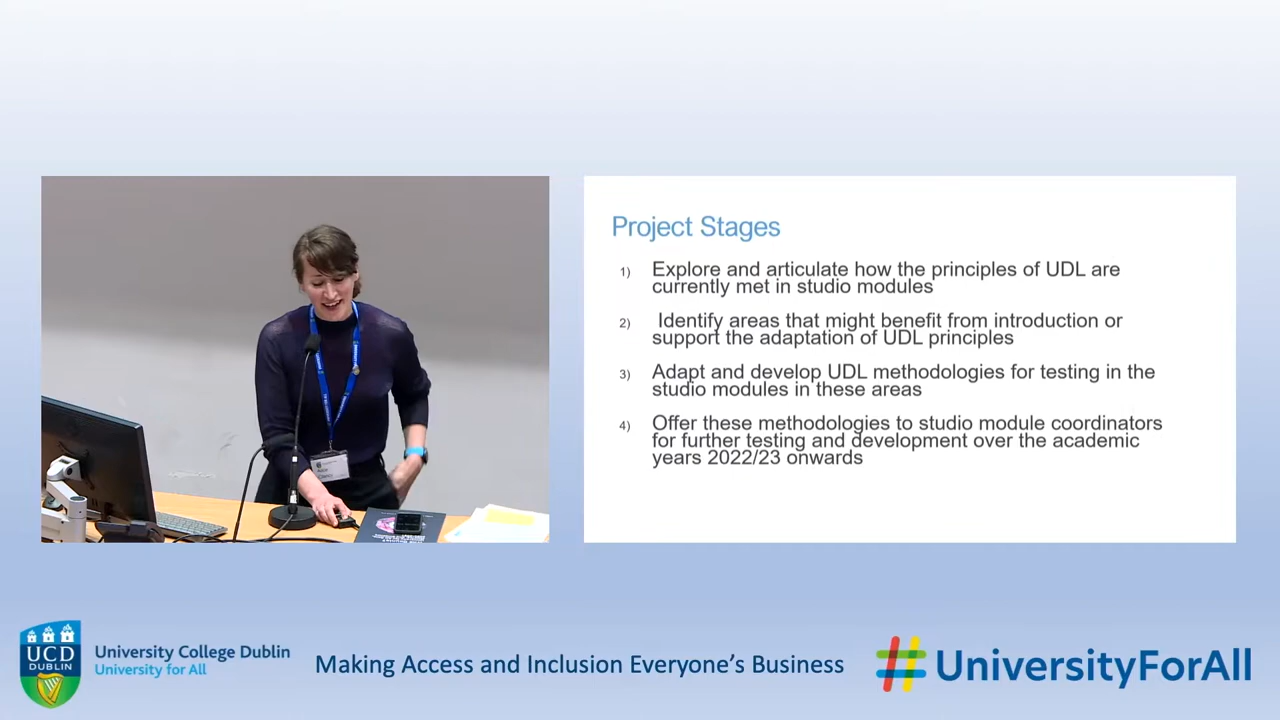 Project Stages
1) Explore and articulate how the principles of UDL are
currently met in studio modules
2) Identify areas that might benefit from introduction or
support the adaptation of UDL principles
3) Adapt and develop UDL methodologies for testing in the
studio modules in these areas
4) Offer these methodologies to studio module coordinators
for further testing and development over the academic
years 2022/23 onwards
UCD
DUBLIN
University College Dublin
University for All
Making Access and Inclusion Everyone's Business
#UniversityForAll